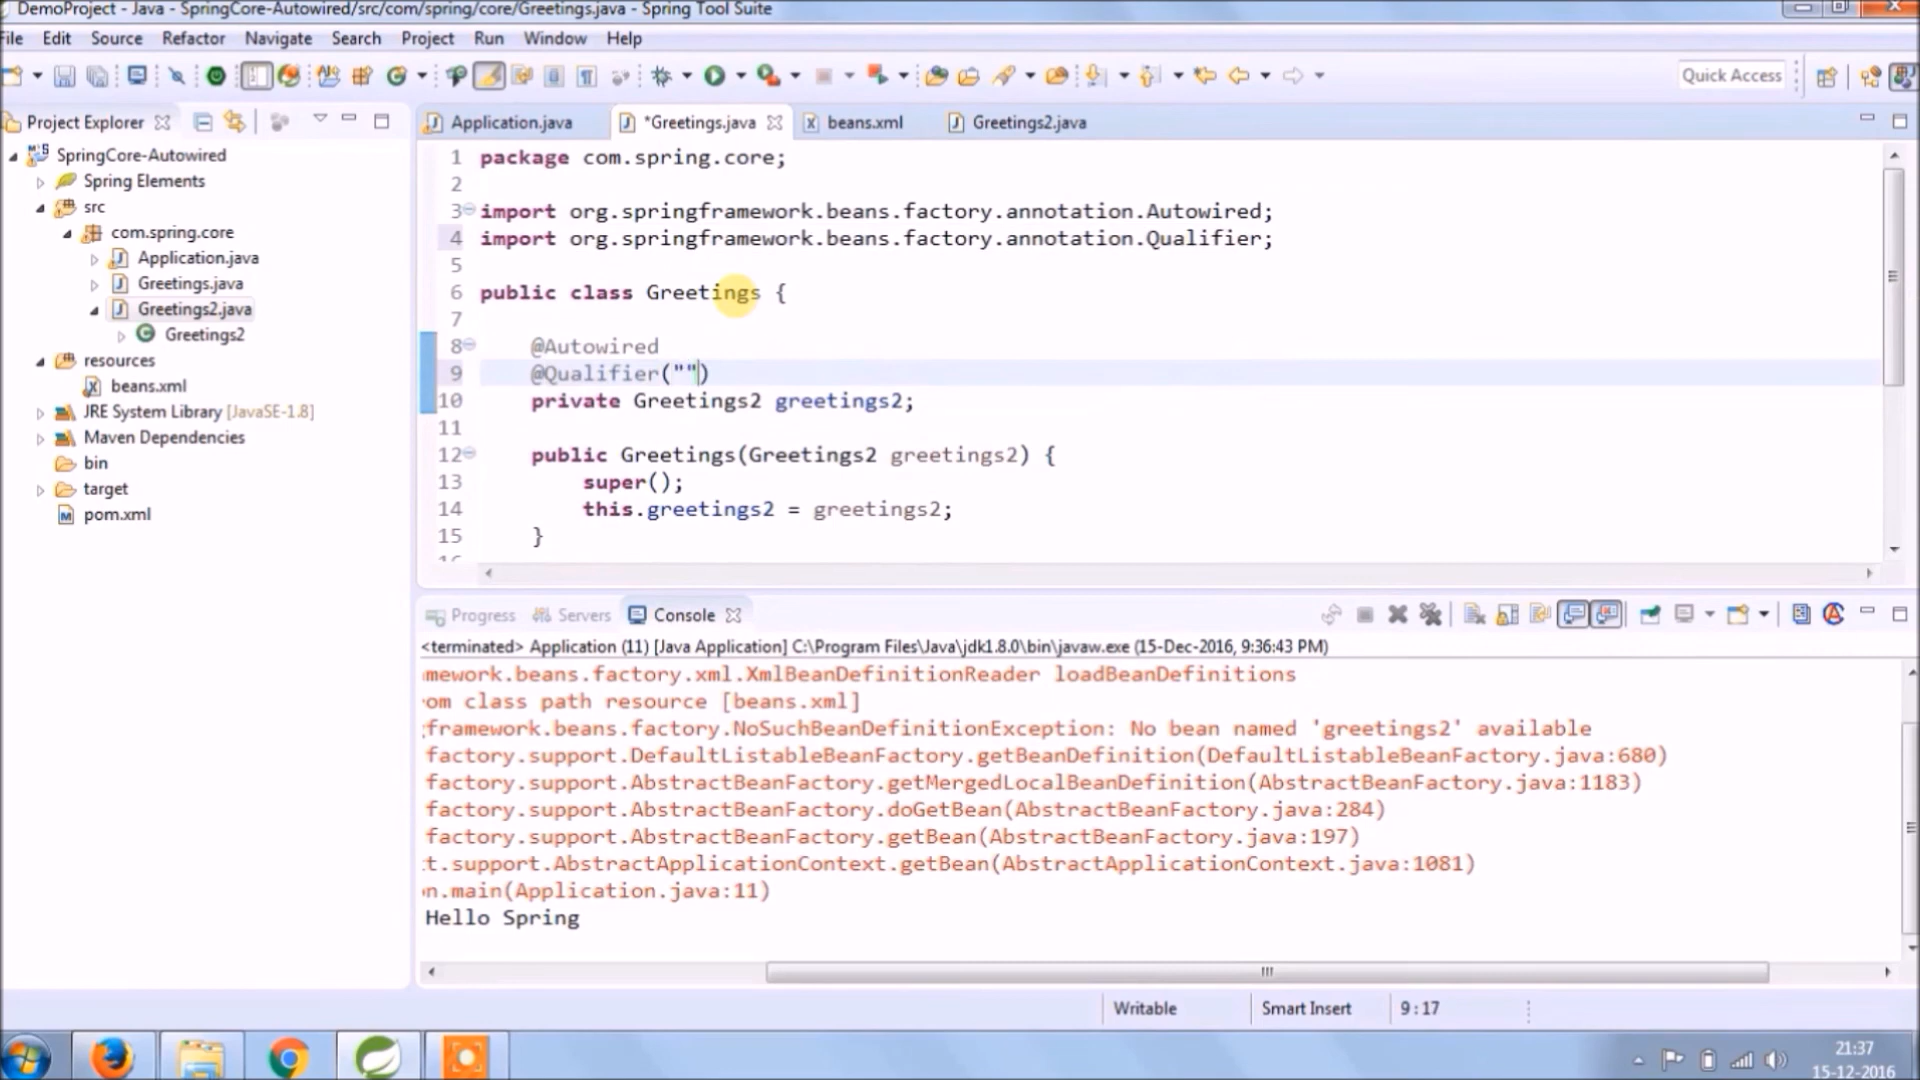 DemoProject - Java - SpringCore-Autowired/src/com/spring/core/Greetings.java - Spring Tool Suite
File Edit Source Refactor Navigate Search Project Run Window Help
Quick Access
Project Explorer
SpringCore-Autowired
Spring Elements
src
com.spring.core
Application.java
Greetings.java
Greetings2.java
Greetings2
resources
beans.xml
JRE System Library [JavaSE-1.8]
Maven Dependencies
bin
target
pom.xml
Application.java *Greetings.java beans.xml Greetings2.java
1 package com.spring.core;
2
3 import org.springframework.beans.factory.annotation.Autowired;
4 import org.springframework.beans.factory.annotation.Qualifier;
5
6 public class Greetings {
7
8 @Autowired
9 @Qualifier("")
10 private Greetings2 greetings2;
11
12 public Greetings(Greetings2 greetings2) {
13 super();
14 this.greetings2 = greetings2;
15 }
Progress Servers Console
<terminated> Application (11) [Java Application] C:\Program Files\Java\jdk1.8.0\bin\javaw.exe (15-Dec-2016, 9:36:43 PM)
mework.beans.factory.xml.XmlBeanDefinitionReader loadBeanDefinitions
om class path resource [beans.xml]
framework.beans.factory.NoSuchBeanDefinitionException: No bean named 'greetings2' available
factory.support.DefaultListableBeanFactory.getBeanDefinition(DefaultListableBeanFactory.java:680)
factory.support.AbstractBeanFactory.getMergedLocalBeanDefinition(AbstractBeanFactory.java:1183)
factory.support.AbstractBeanFactory.doGetBean(AbstractBeanFactory.java:284)
factory.support.AbstractBeanFactory.getBean(AbstractBeanFactory.java:197)
t.support.AbstractApplicationContext.getBean(AbstractApplicationContext.java:1081)
n.main(Application.java:11)
Hello Spring
Writable Smart Insert 9 : 17
21:37
15-12-2016